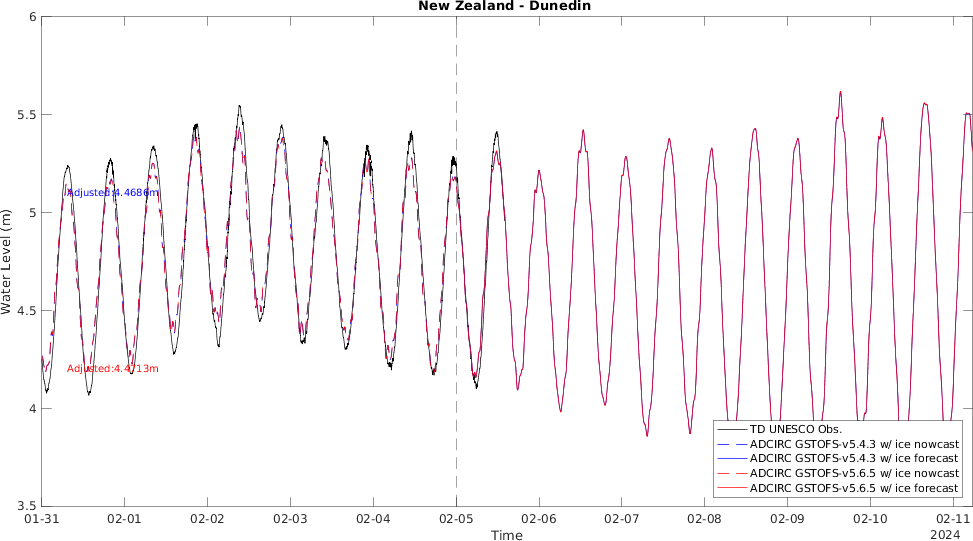 New Zealand - Dunedin
6
5.5
5
4.5
4
3.5
Water Level (m)
Adjusted:4.4686m
Adjusted:4.4713m
TD UNESCO Obs.
ADCIRC GSTOFS-v5.4.3 w/ ice nowcast
ADCIRC GSTOFS-v5.4.3 w/ ice forecast
ADCIRC GSTOFS-v5.6.5 w/ ice nowcast
ADCIRC GSTOFS-v5.6.5 w/ ice forecast
01-31 02-01 02-02 02-03 02-04 02-05 02-06 02-07 02-08 02-09 02-10 02-11
Time
2024